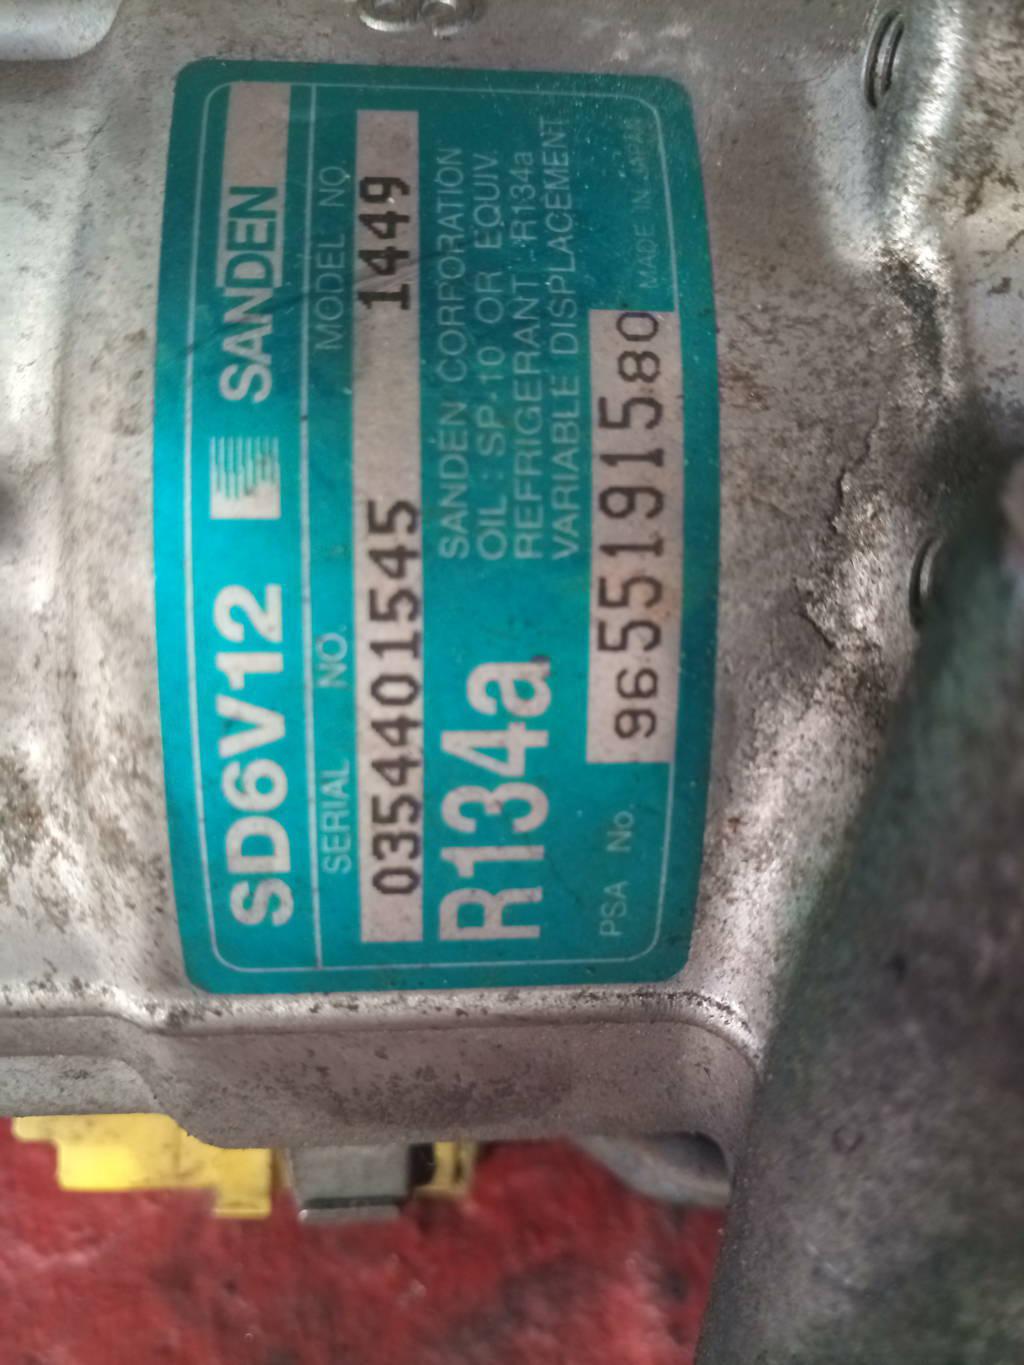 SD6V12 SANDEN
SERIAL NO. MODEL NO.
0354401545 1449
R134a
SANDEN CORPORATION
OIL : SP-10 OR EQUIV.
REFRIGERANT : R134a
VARIABLE DISPLACEMENT
PSA No. 9655191580 MADE IN JAPAN